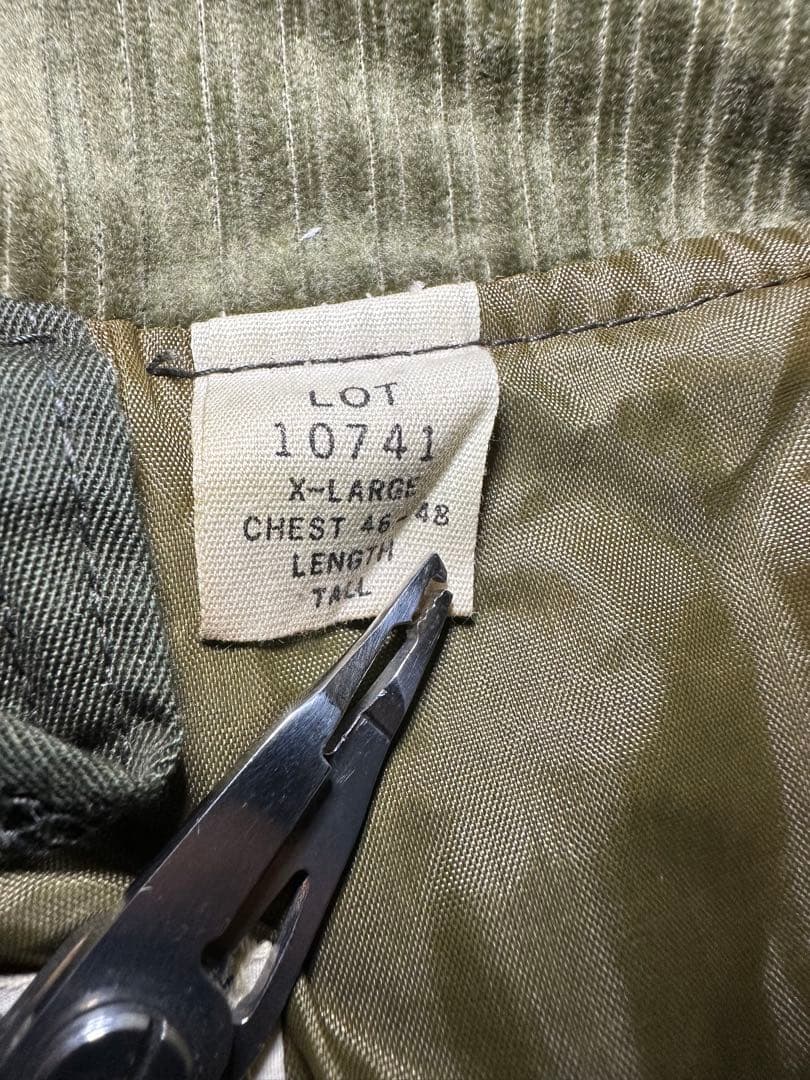 LOT
10741
X-LARGE
CHEST 46-48
LENGTH
TALL